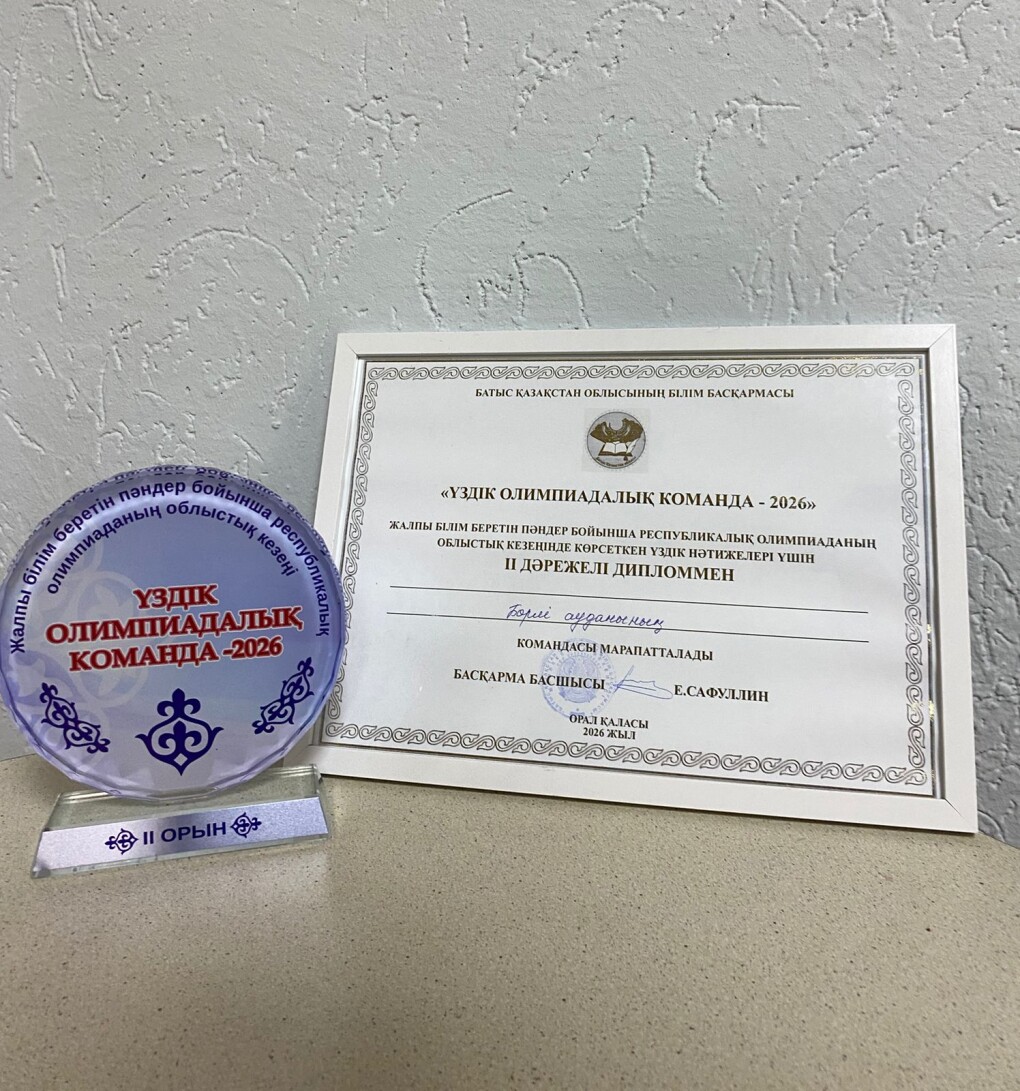 Жалпы білім беретін пәндер бойынша республикалық
олимпиаданың облыстық кезеңі
ҮЗДІК
ОЛИМПИАДАЛЫҚ
КОМАНДА -2026
II ОРЫН
БАТЫС ҚАЗАҚСТАН ОБЛЫСЫНЫҢ БІЛІМ БАСҚАРМАСЫ
«ҮЗДІК ОЛИМПИАДАЛЫҚ КОМАНДА - 2026»
ЖАЛПЫ БІЛІМ БЕРЕТІН ПӘНДЕР БОЙЫНША РЕСПУБЛИКАЛЫҚ ОЛИМПИАДАНЫҢ
ОБЛЫСТЫҚ КЕЗЕҢІНДЕ КӨРСЕТКЕН ҮЗДІК НӘТИЖЕЛЕРІ ҮШІН
II ДӘРЕЖЕЛІ ДИПЛОММЕН
Бөрлі ауданының
КОМАНДАСЫ МАРАПАТТАЛАДЫ
БАСҚАРМА БАСШЫСЫ Е.САФУЛЛИН
ОРАЛ ҚАЛАСЫ
2026 ЖЫЛ